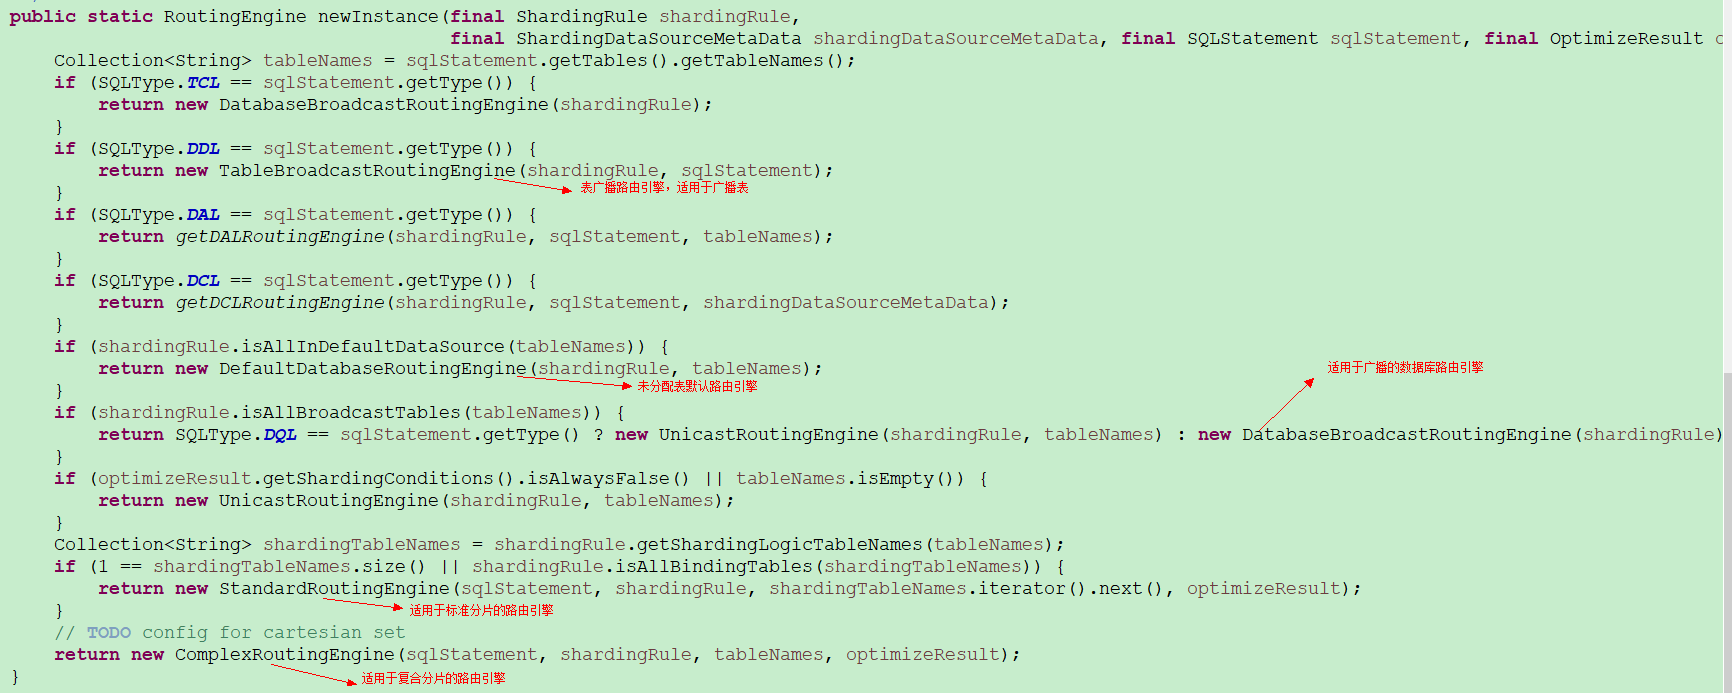 public static RoutingEngine newInstance(final ShardingRule shardingRule,
final ShardingDataSourceMetaData shardingDataSourceMetaData, final SQLStatement sqlStatement, final OptimizeResult
Collection<String> tableNames = sqlStatement.getTables().getTableNames();
if (SQLType.TCL == sqlStatement.getType()) {
return new DatabaseBroadcastRoutingEngine(shardingRule);
}
if (SQLType.DDL == sqlStatement.getType()) {
return new TableBroadcastRoutingEngine(shardingRule, sqlStatement);
表广播路由引擎，适用于广播表
}
if (SQLType.DAL == sqlStatement.getType()) {
return getDALRoutingEngine(shardingRule, sqlStatement, tableNames);
}
if (SQLType.DCL == sqlStatement.getType()) {
return getDCLRoutingEngine(shardingRule, sqlStatement, shardingDataSourceMetaData);
}
if (shardingRule.isAllInDefaultDataSource(tableNames)) {
return new DefaultDatabaseRoutingEngine(shardingRule, tableNames);
适用于广播的数据库路由引擎
未分配表默认路由引擎
}
if (shardingRule.isAllBroadcastTables(tableNames)) {
return SQLType.DQL == sqlStatement.getType() ? new UnicastRoutingEngine(shardingRule, tableNames) : new DatabaseBroadcastRoutingEngine(shardingRule)
}
if (optimizeResult.getShardingConditions().isAlwaysFalse() || tableNames.isEmpty()) {
return new UnicastRoutingEngine(shardingRule, tableNames);
}
Collection<String> shardingTableNames = shardingRule.getShardingLogicTableNames(tableNames);
if (1 == shardingTableNames.size() || shardingRule.isAllBindingTables(shardingTableNames)) {
return new StandardRoutingEngine(sqlStatement, shardingRule, shardingTableNames.iterator().next(), optimizeResult);
适用于标准分片的路由引擎
}
// TODO config for cartesian set
return new ComplexRoutingEngine(sqlStatement, shardingRule, tableNames, optimizeResult);
适用于复合分片的路由引擎
}